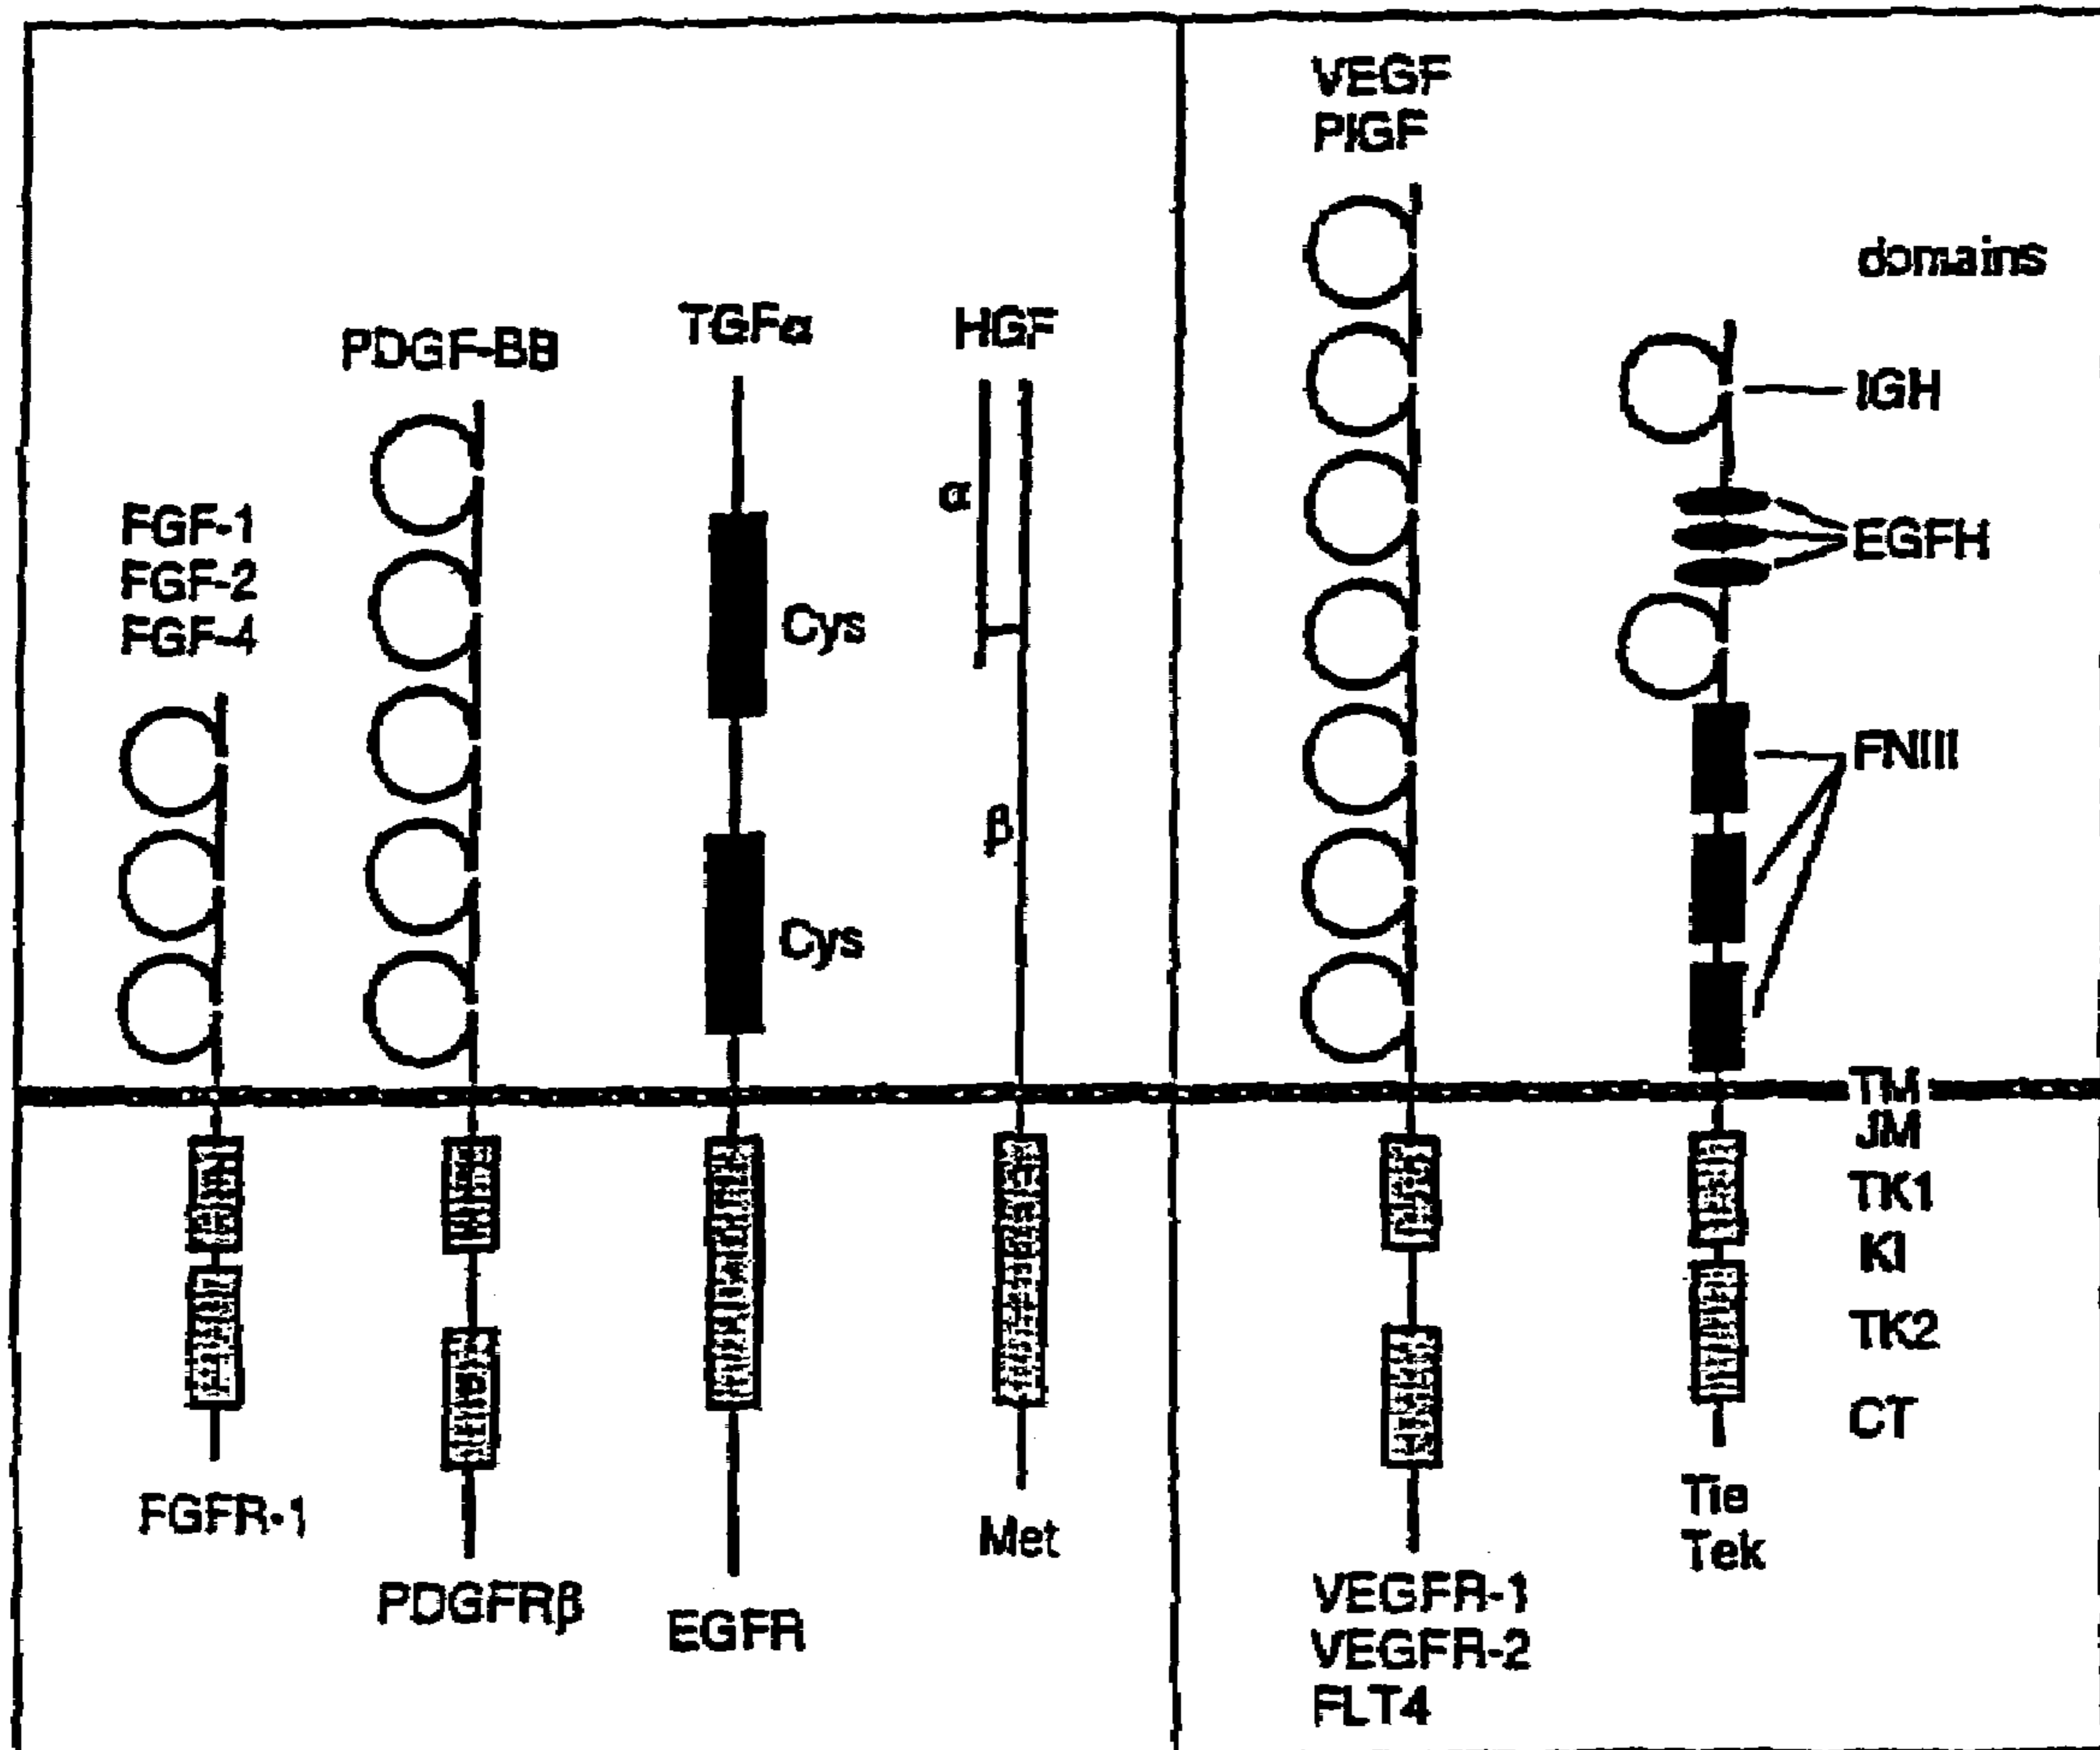 VEGF
PlGF
domains
TGFα
HGF
PDGF-BB
IGH
α
FGF-1
FGF-2
FGF-4
EGFH
Cys
FNIII
β
Cys
TM
JM
TK1
KI
TK2
CT
FGFR-1
PDGFRβ
EGFR
Met
VEGFR-1
VEGFR-2
FLT4
Tie
Tek